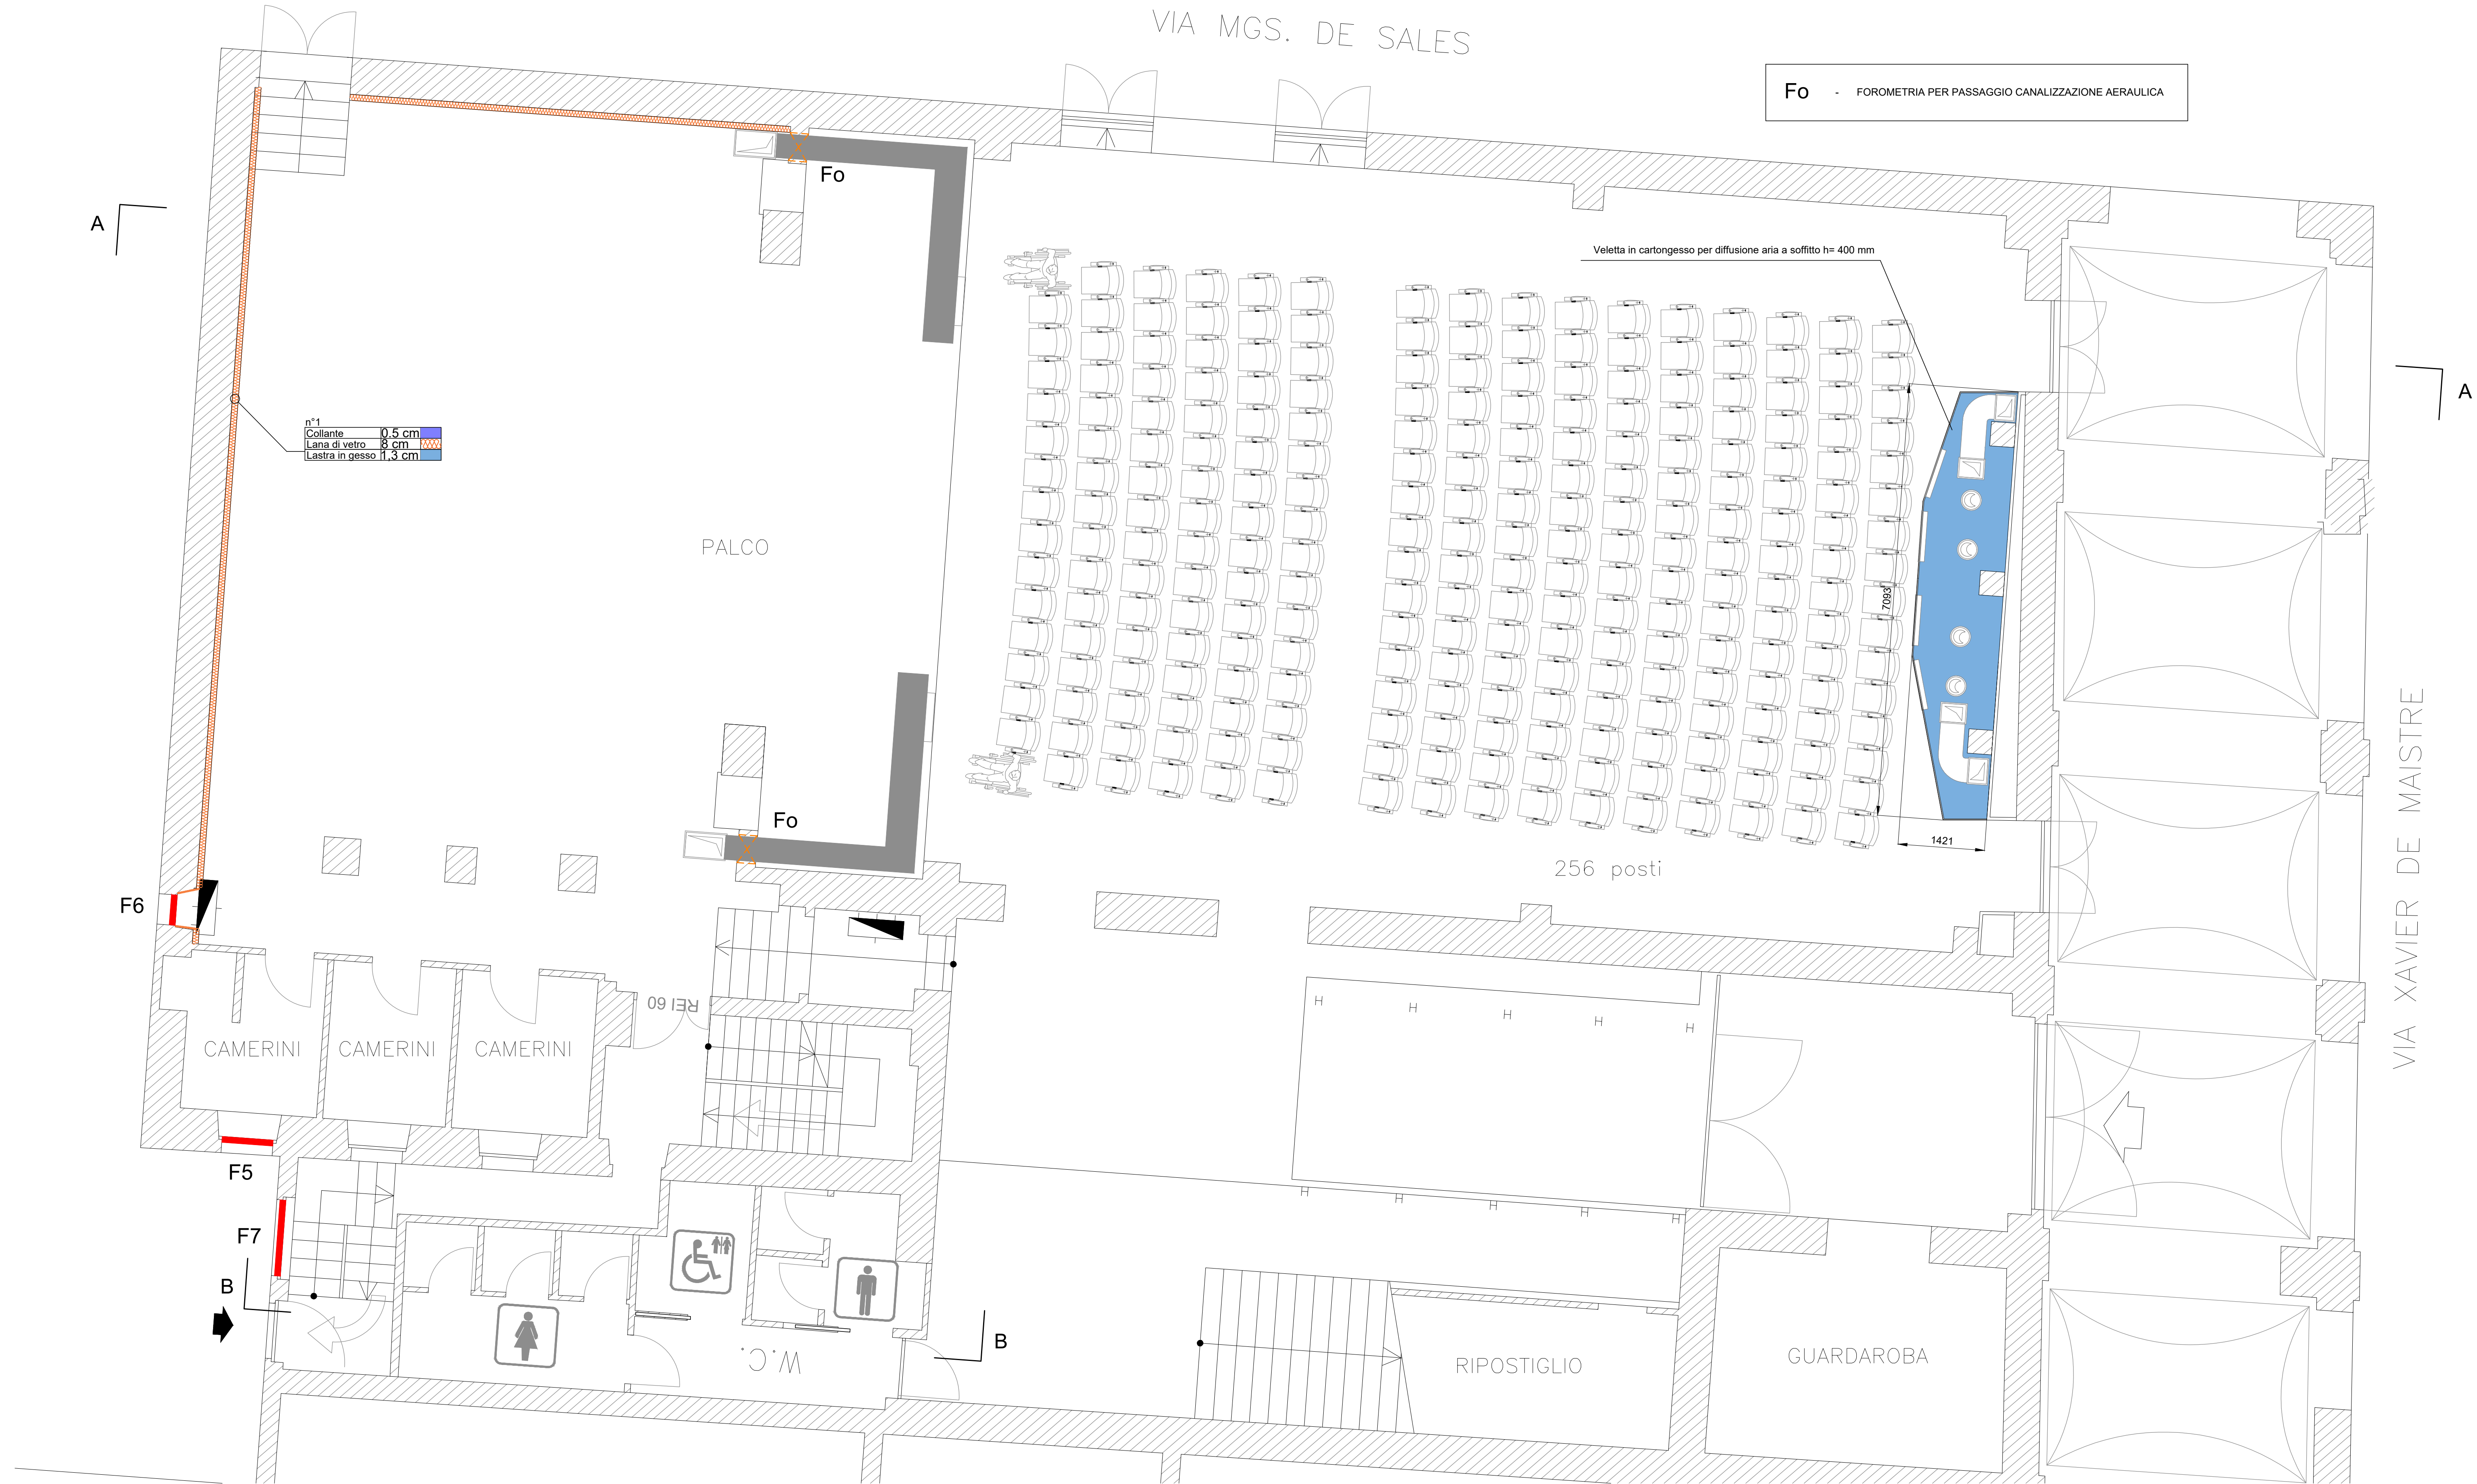 VIA MGS. DE SALES
Fo - FOROMETRIA PER PASSAGGIO CANALIZZAZIONE AERAULICA
Fo
A
Veletta in cartongesso per diffusione aria a soffitto h= 400 mm
A
n°1
Collante 0.5 cm
Lana di vetro 8 cm
Lastra in gesso 1,3 cm
PALCO
7093
VIA XAVIER DE MAISTRE
Fo
1421
256 posti
F6
REI 60
H H H H H
CAMERINI CAMERINI CAMERINI
F5
H H H H H
F7
B
B
W.C.
RIPOSTIGLIO
GUARDAROBA